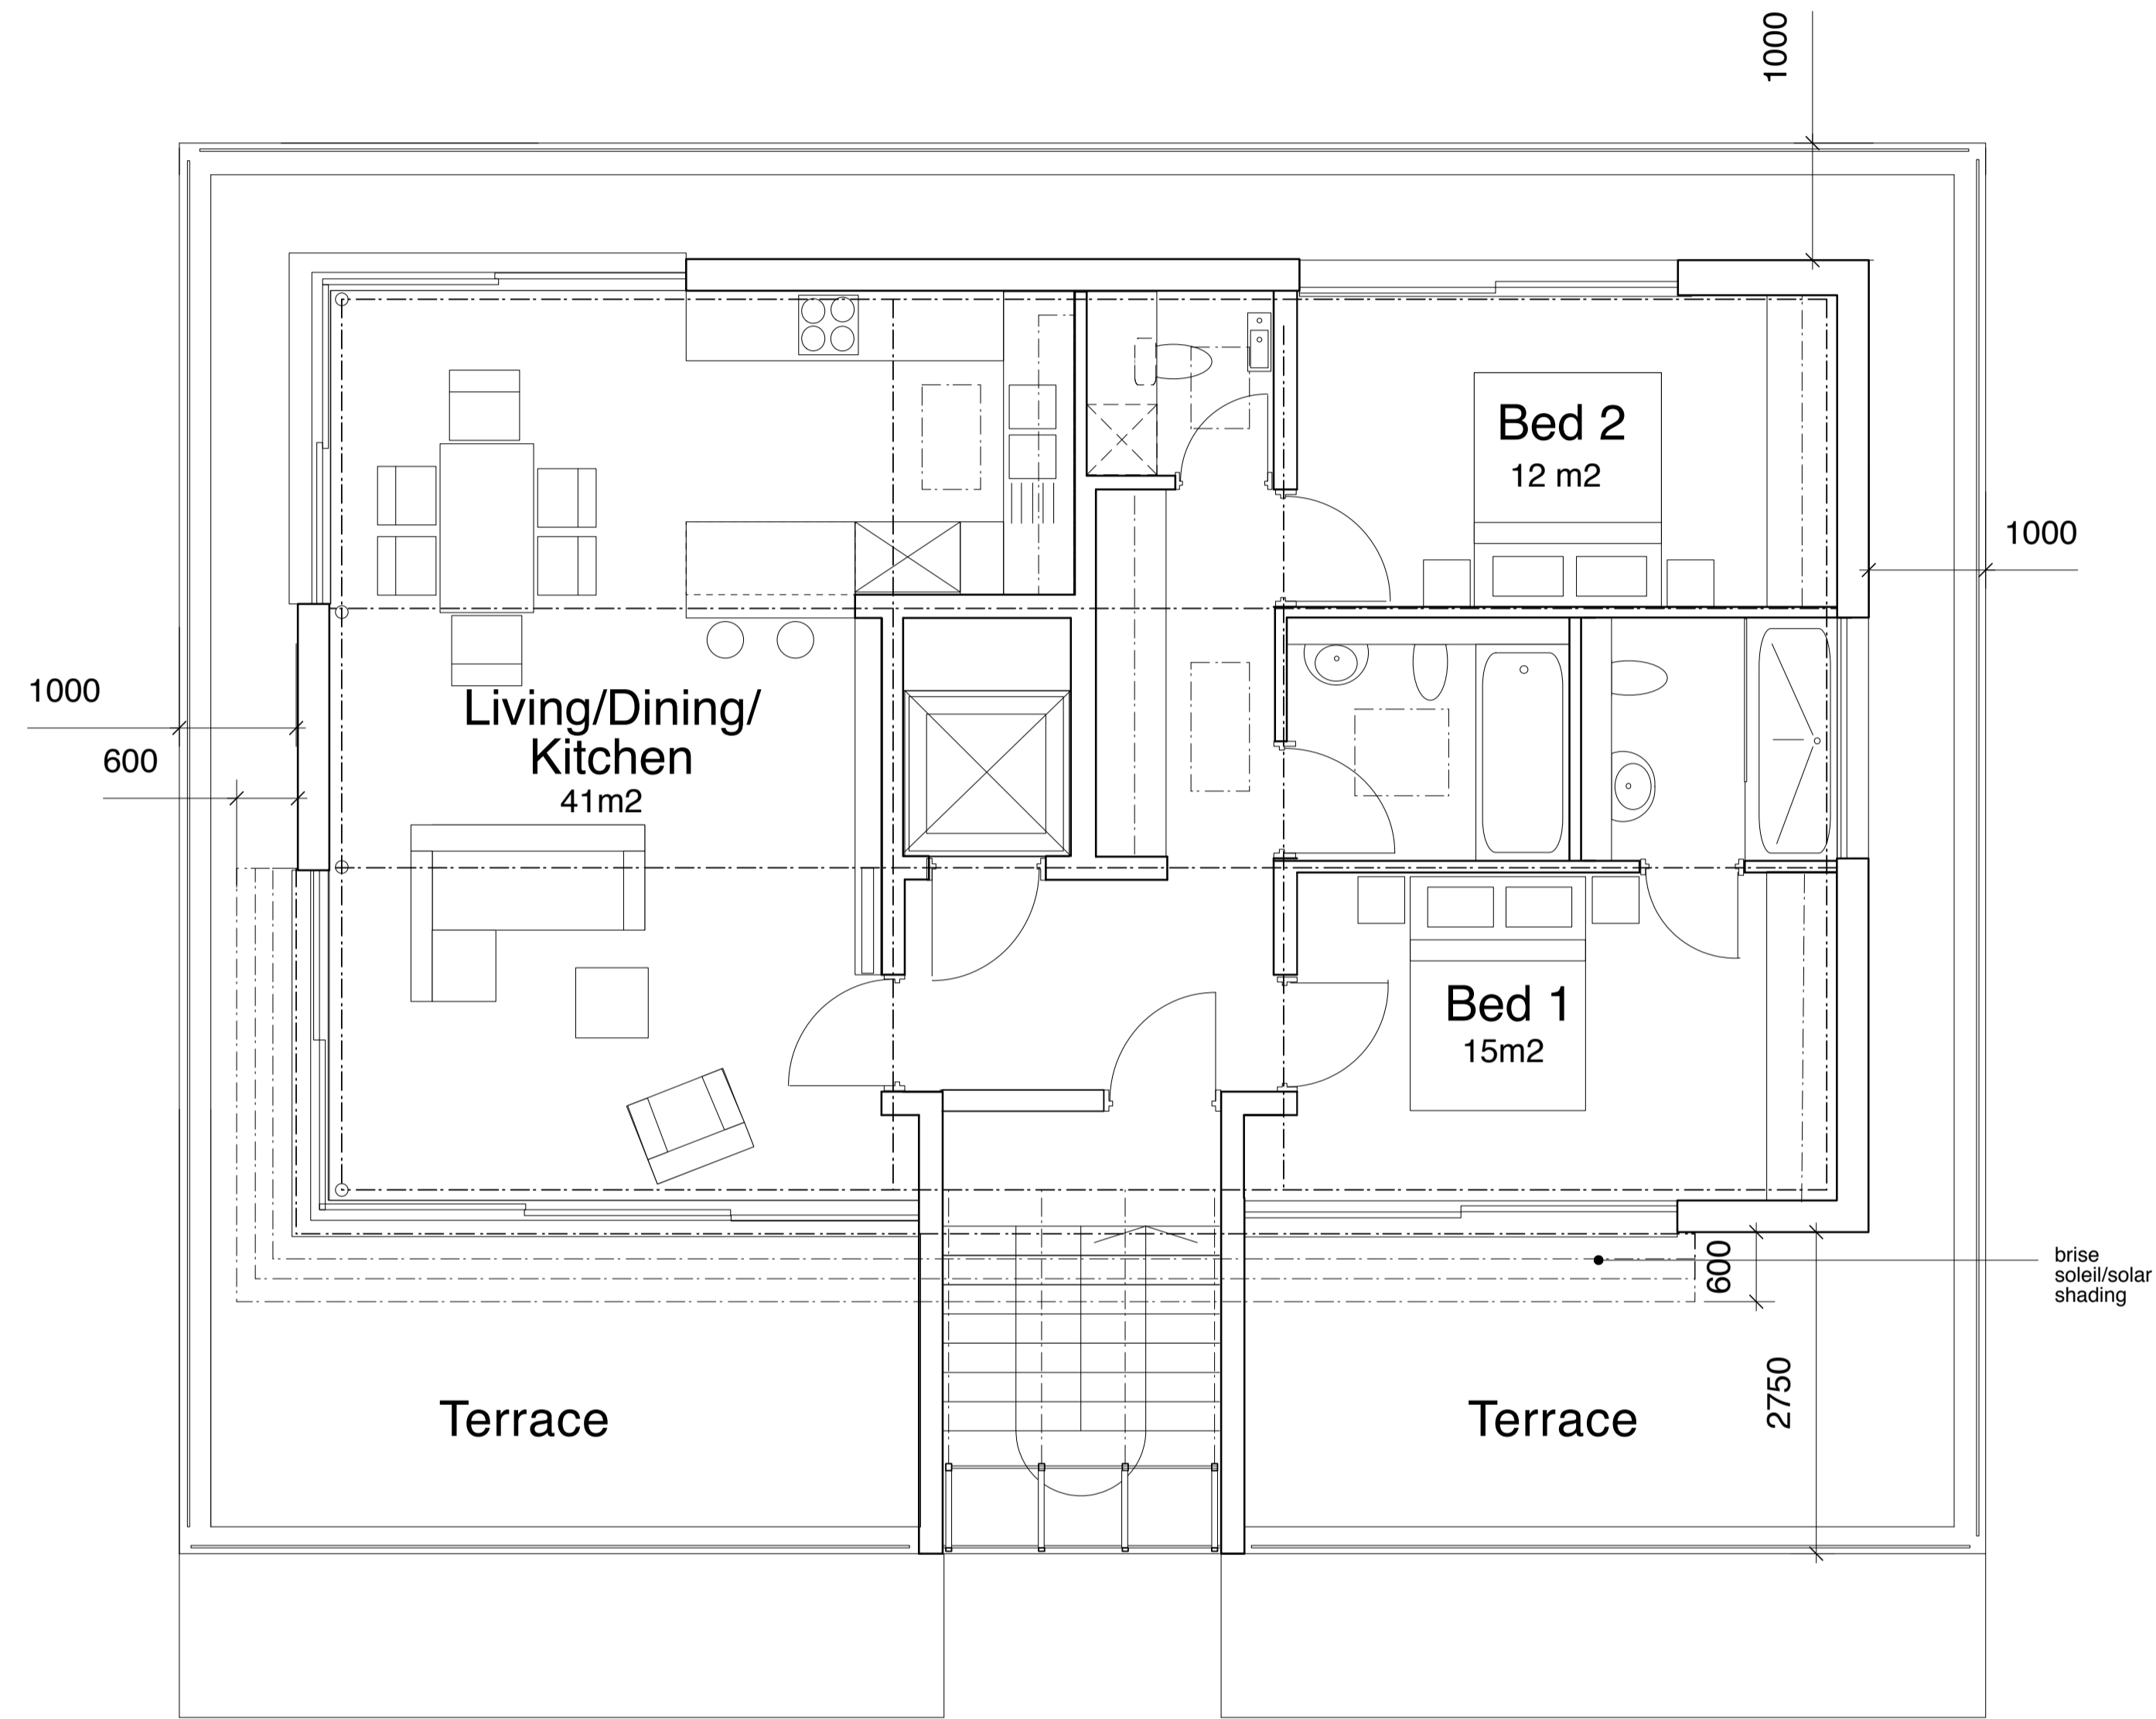 1000
Bed 2
12 m2
1000
1000
600
Living/Dining/
Kitchen
41m2
Bed 1
15m2
600
brise
soleil/solar
shading
2750
Terrace
Terrace